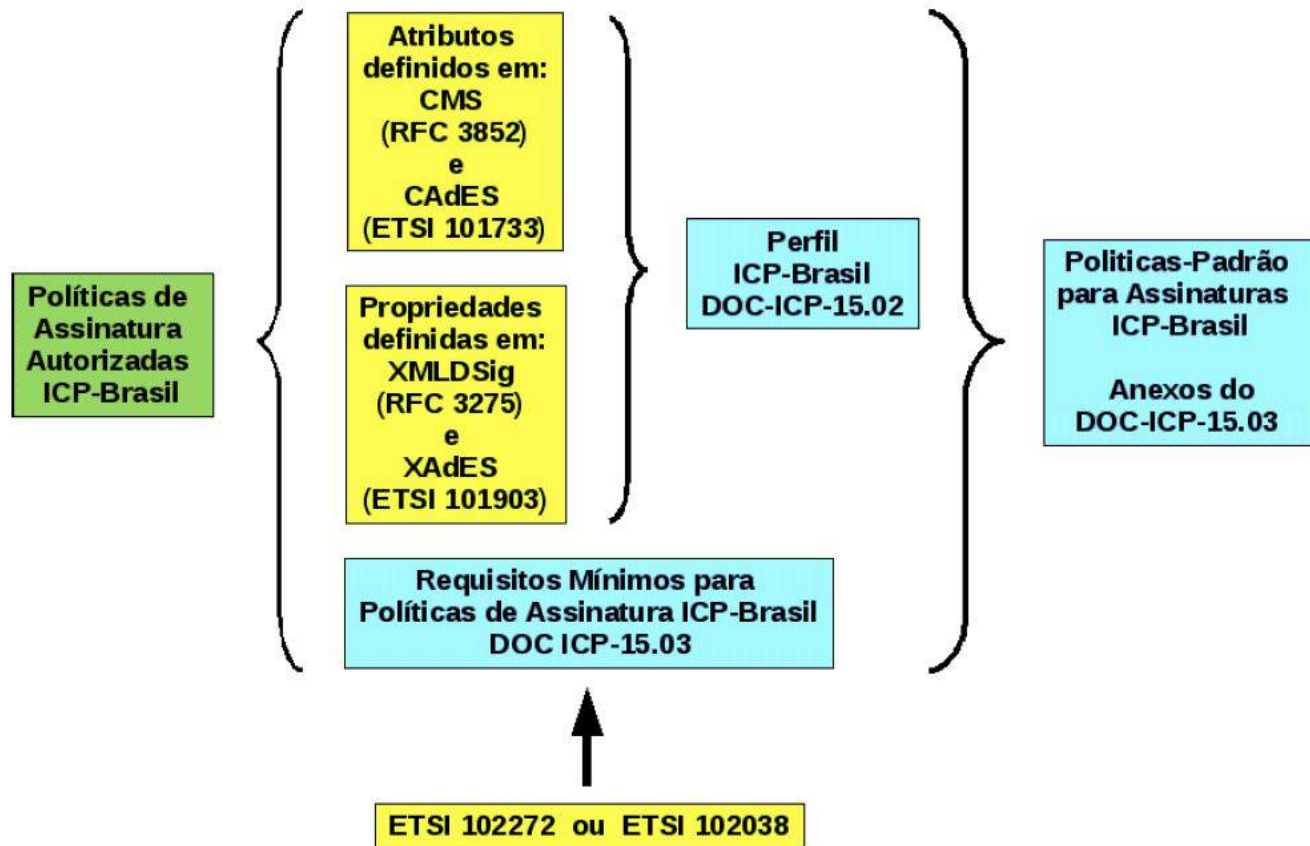 Políticas de
Assinatura
Autorizadas
ICP-Brasil
Atributos
definidos em:
CMS
(RFC 3852)
e
CAdES
(ETSI 101733)
Propriedades
definidas em:
XMLDSig
(RFC 3275)
e
XAdES
(ETSI 101903)
Requisitos Mínimos para
Políticas de Assinatura ICP-Brasil
DOC ICP-15.03
ETSI 102272 ou ETSI 102038
Perfil
ICP-Brasil
DOC-ICP-15.02
Politicas-Padrão
para Assinaturas
ICP-Brasil
Anexos do
DOC-ICP-15.03